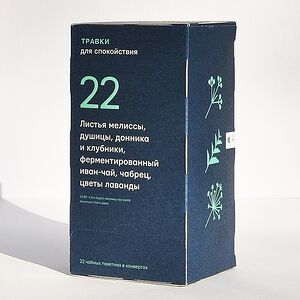 ТРАВКИ
для спокойствия
22
Листья мелиссы,
душицы, донника
и клубники,
ферментированный
иван-чай, чабрец,
цветы лаванды
22 чайных пакетика в конвертах